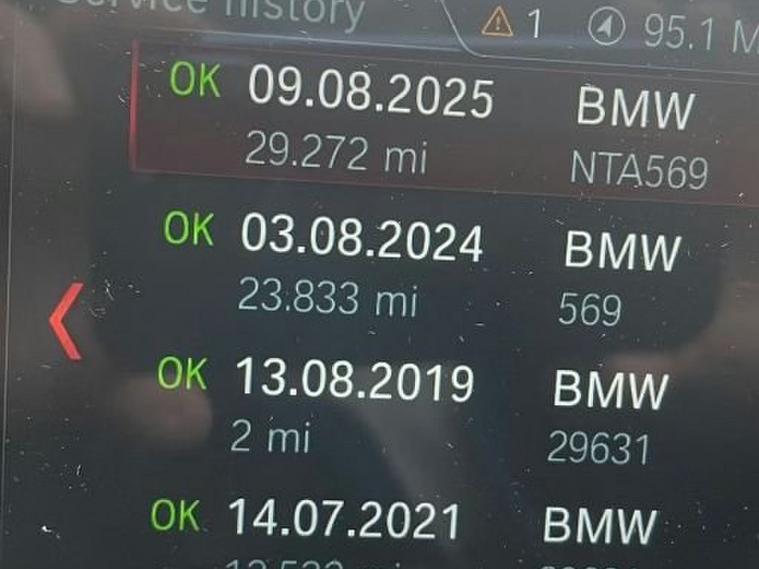 Service history
1
95.1 M
OK 09.08.2025 BMW
29.272 mi NTA569
OK 03.08.2024 BMW
23.833 mi 569
OK 13.08.2019 BMW
2 mi 29631
OK 14.07.2021 BMW